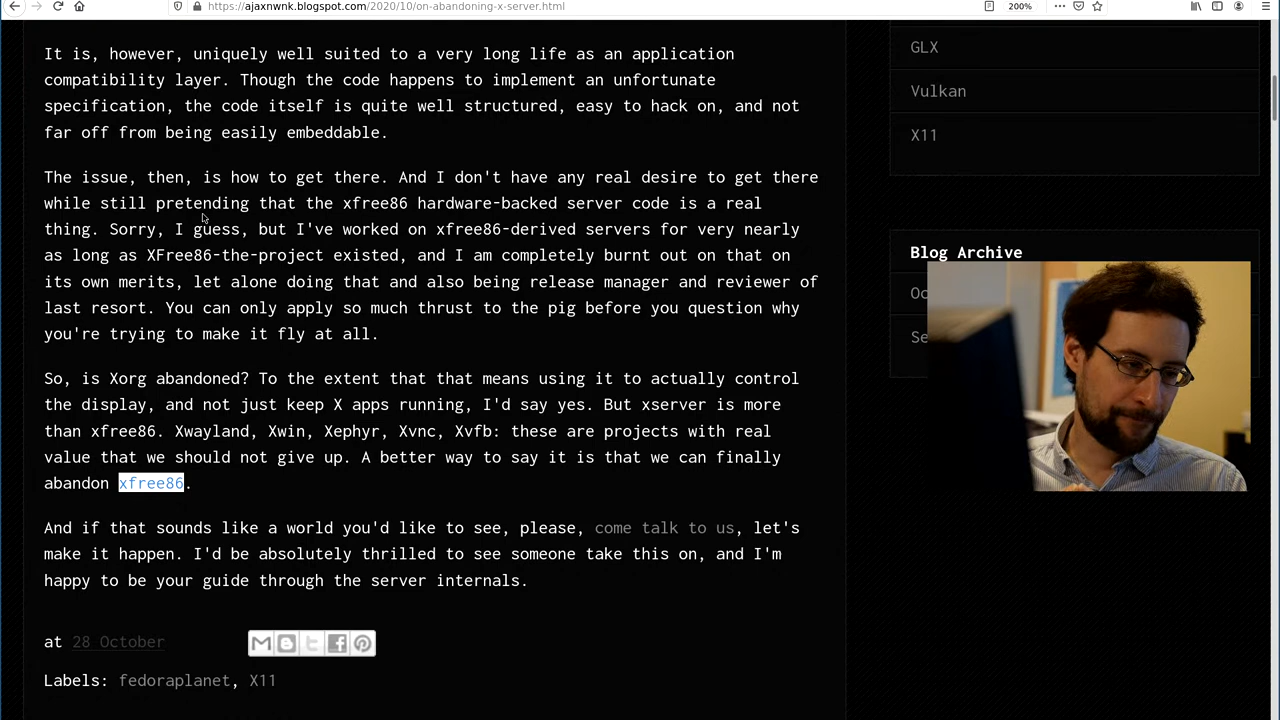 https://ajaxnwnk.blogspot.com/2020/10/on-abandoning-x-server.html
200%
It is, however, uniquely well suited to a very long life as an application
compatibility layer. Though the code happens to implement an unfortunate
specification, the code itself is quite well structured, easy to hack on, and not
far off from being easily embeddable.
The issue, then, is how to get there. And I don't have any real desire to get there
while still pretending that the xfree86 hardware-backed server code is a real
thing. Sorry, I guess, but I've worked on xfree86-derived servers for very nearly
as long as XFree86-the-project existed, and I am completely burnt out on that on
its own merits, let alone doing that and also being release manager and reviewer of
last resort. You can only apply so much thrust to the pig before you question why
you're trying to make it fly at all.
So, is Xorg abandoned? To the extent that that means using it to actually control
the display, and not just keep X apps running, I'd say yes. But xserver is more
than xfree86. Xwayland, Xwin, Xephyr, Xvnc, Xvfb: these are projects with real
value that we should not give up. A better way to say it is that we can finally
abandon xfree86.
And if that sounds like a world you'd like to see, please, come talk to us, let's
make it happen. I'd be absolutely thrilled to see someone take this on, and I'm
happy to be your guide through the server internals.
at 28 October
Labels: fedoraplanet, X11
GLX
Vulkan
X11
Blog Archive
Oc
Se